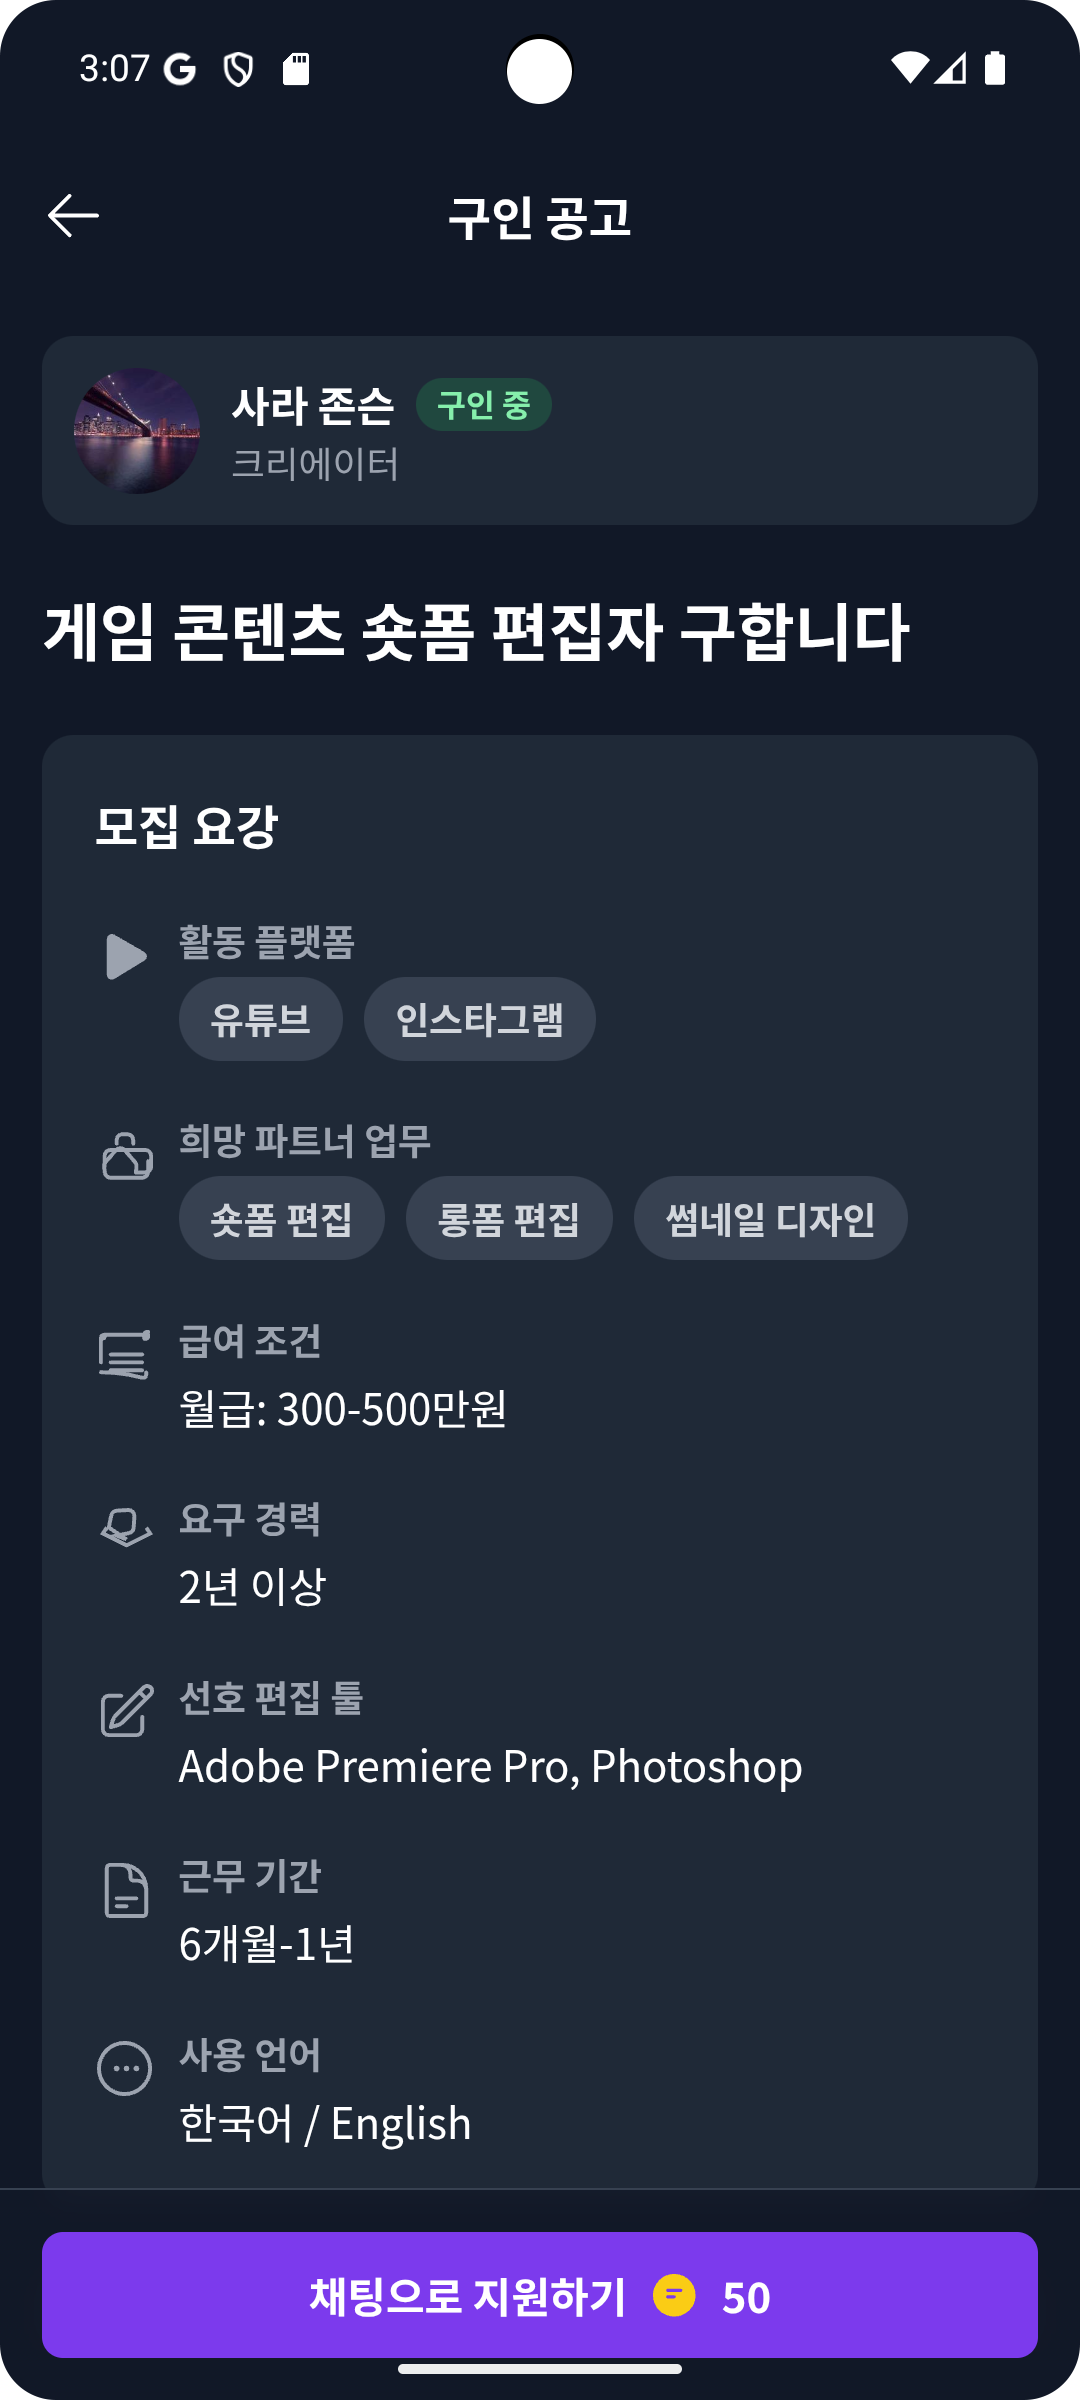 3:07
구인 공고
사라 존슨 구인 중
크리에이터
게임 콘텐츠 숏폼 편집자 구합니다
모집 요강
활동 플랫폼
유튜브 인스타그램
희망 파트너 업무
숏폼 편집 롱폼 편집 썸네일 디자인
급여 조건
월급: 300-500만원
요구 경력
2년 이상
선호 편집 툴
Adobe Premiere Pro, Photoshop
근무 기간
6개월-1년
사용 언어
한국어 / English
채팅으로 지원하기 50